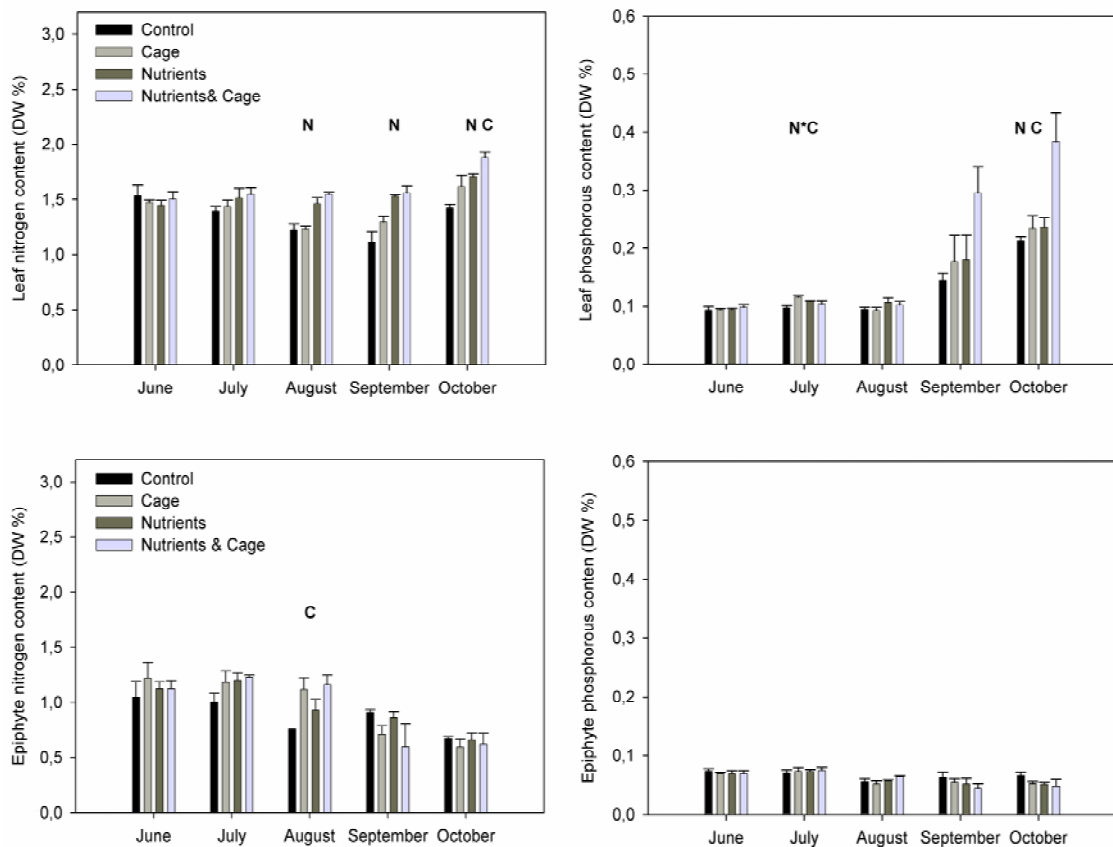 Leaf nitrogen content (DW %)
3,0
2,5
2,0
1,5
1,0
0,5
0,0
Control
Cage
Nutrients
Nutrients& Cage
N
N
N C
June
July
August
September
October
Leaf phosphorous content (DW %)
0,6
0,5
0,4
0,3
0,2
0,1
0,0
N*C
N C
June
July
August
September
October
Epiphyte nitrogen content (DW %)
3,0
2,5
2,0
1,5
1,0
0,5
0,0
Control
Cage
Nutrients
Nutrients & Cage
C
June
July
August
September
October
Epiphyte phosphorous conten (DW %)
0,6
0,5
0,4
0,3
0,2
0,1
0,0
June
July
August
September
October